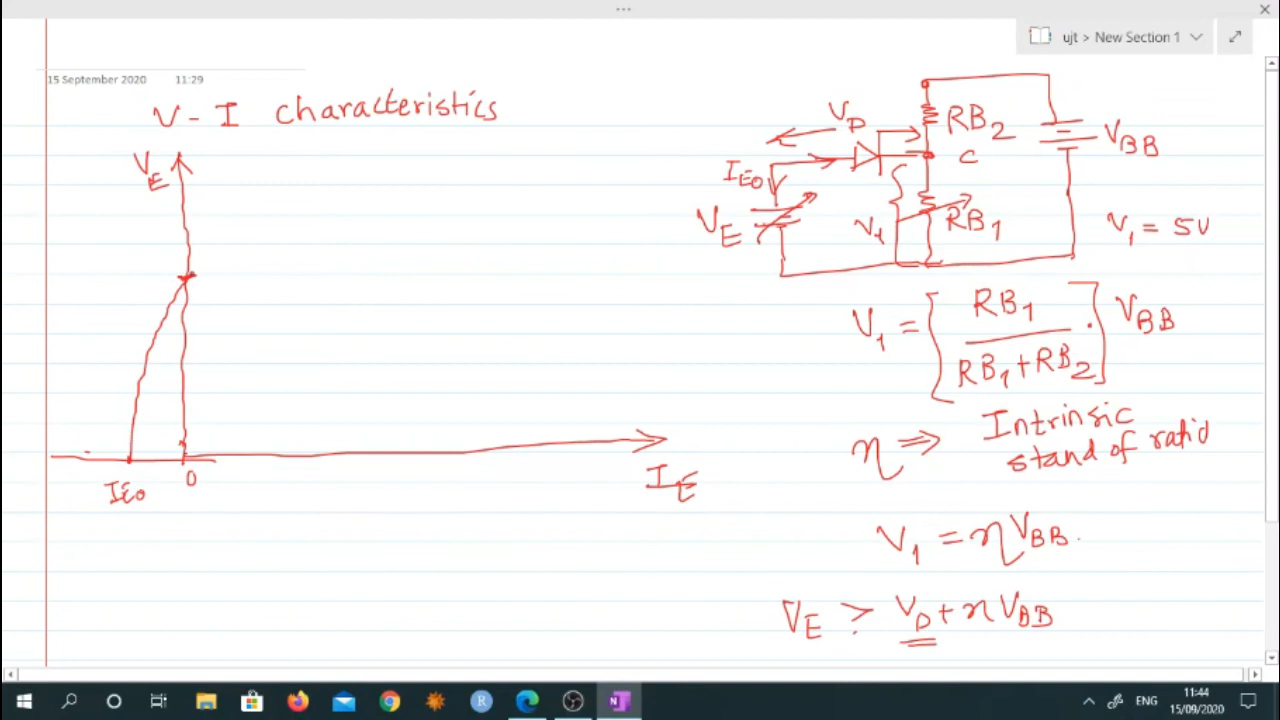 ujt > New Section 1
15 September 2020 11:29
V - I characteristics
VE
IEO
0
IE
VD
RB2
VBB
C
IEO
VE
V1
RB1
V1 = 5V
V1 = [ RB1 / RB1 + RB2 . ] VBB
η ⇒ Intrinsic
stand of ratio
V1 = η VBB .
VE > VD + η VBB
ENG
11:44
15/09/2020